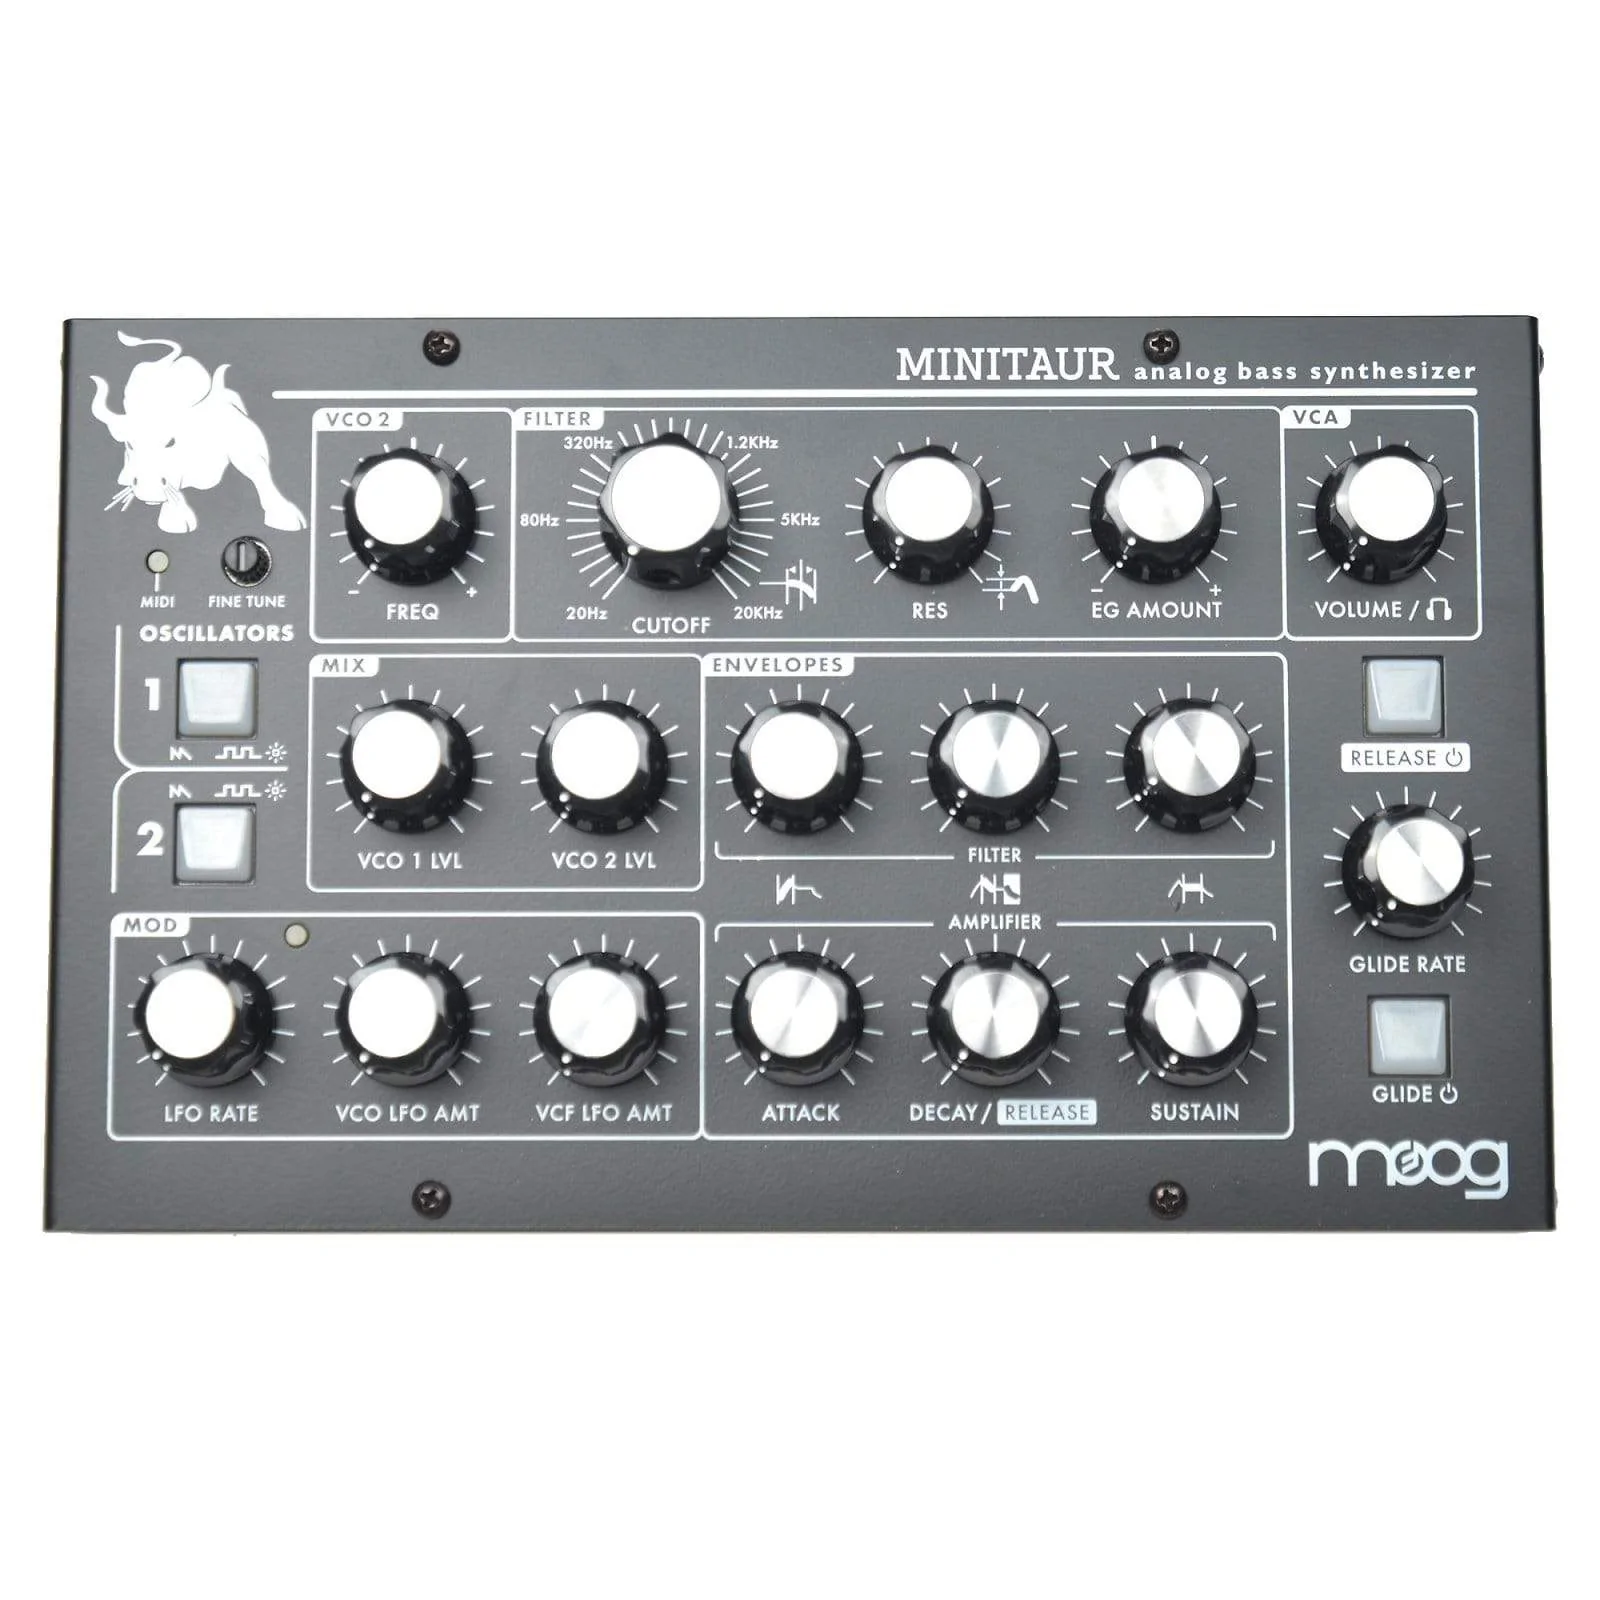 MINITAUR analog bass synthesizer
VCO 2
FILTER
VCA
320Hz
1.2KHz
80Hz
5KHz
20Hz
20KHz
- +
FREQ
CUTOFF
RES
- +
EG AMOUNT
VOLUME /
MIDI
FINE TUNE
OSCILLATORS
1
2
MIX
VCO 1 LVL
VCO 2 LVL
ENVELOPES
FILTER
AMPLIFIER
ATTACK
DECAY/RELEASE
SUSTAIN
MOD
LFO RATE
VCO LFO AMT
VCF LFO AMT
RELEASE
GLIDE RATE
GLIDE
moog